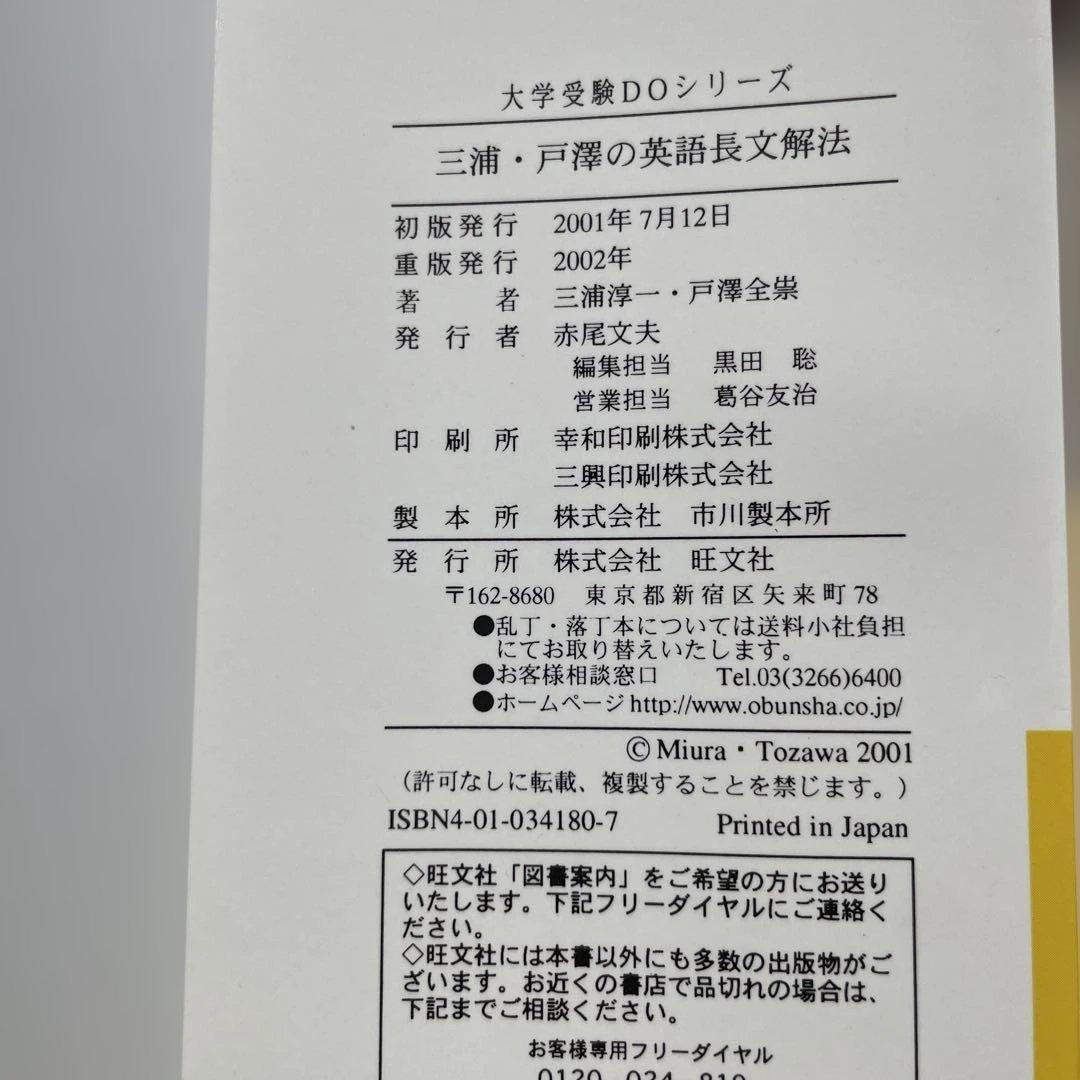 大学受験DOシリーズ
三浦・戸澤の英語長文解法
初版発行 2001年7月12日
重版発行 2002年
著者 三浦淳一・戸澤全崇
発行者 赤尾文夫
編集担当 黒田 聡
営業担当 葛谷友治
印刷所 幸和印刷株式会社
三興印刷株式会社
製本所 株式会社 市川製本所
発行所 株式会社 旺文社
〒162-8680 東京都新宿区矢来町78
●乱丁・落丁本については送料小社負担
にてお取り替えいたします。
●お客様相談窓口 Tel.03(3266)6400
●ホームページ http://www.obunsha.co.jp/
© Miura・Tozawa 2001
（許可なしに転載、複製することを禁じます。）
ISBN4-01-034180-7 Printed in Japan
◇旺文社「図書案内」をご希望の方にお送り
いたします。下記フリーダイヤルにご連絡く
ださい。
◇旺文社には本書以外にも多数の出版物がご
ざいます。お近くの書店で品切れの場合は、
下記までご相談ください。
お客様専用フリーダイヤル